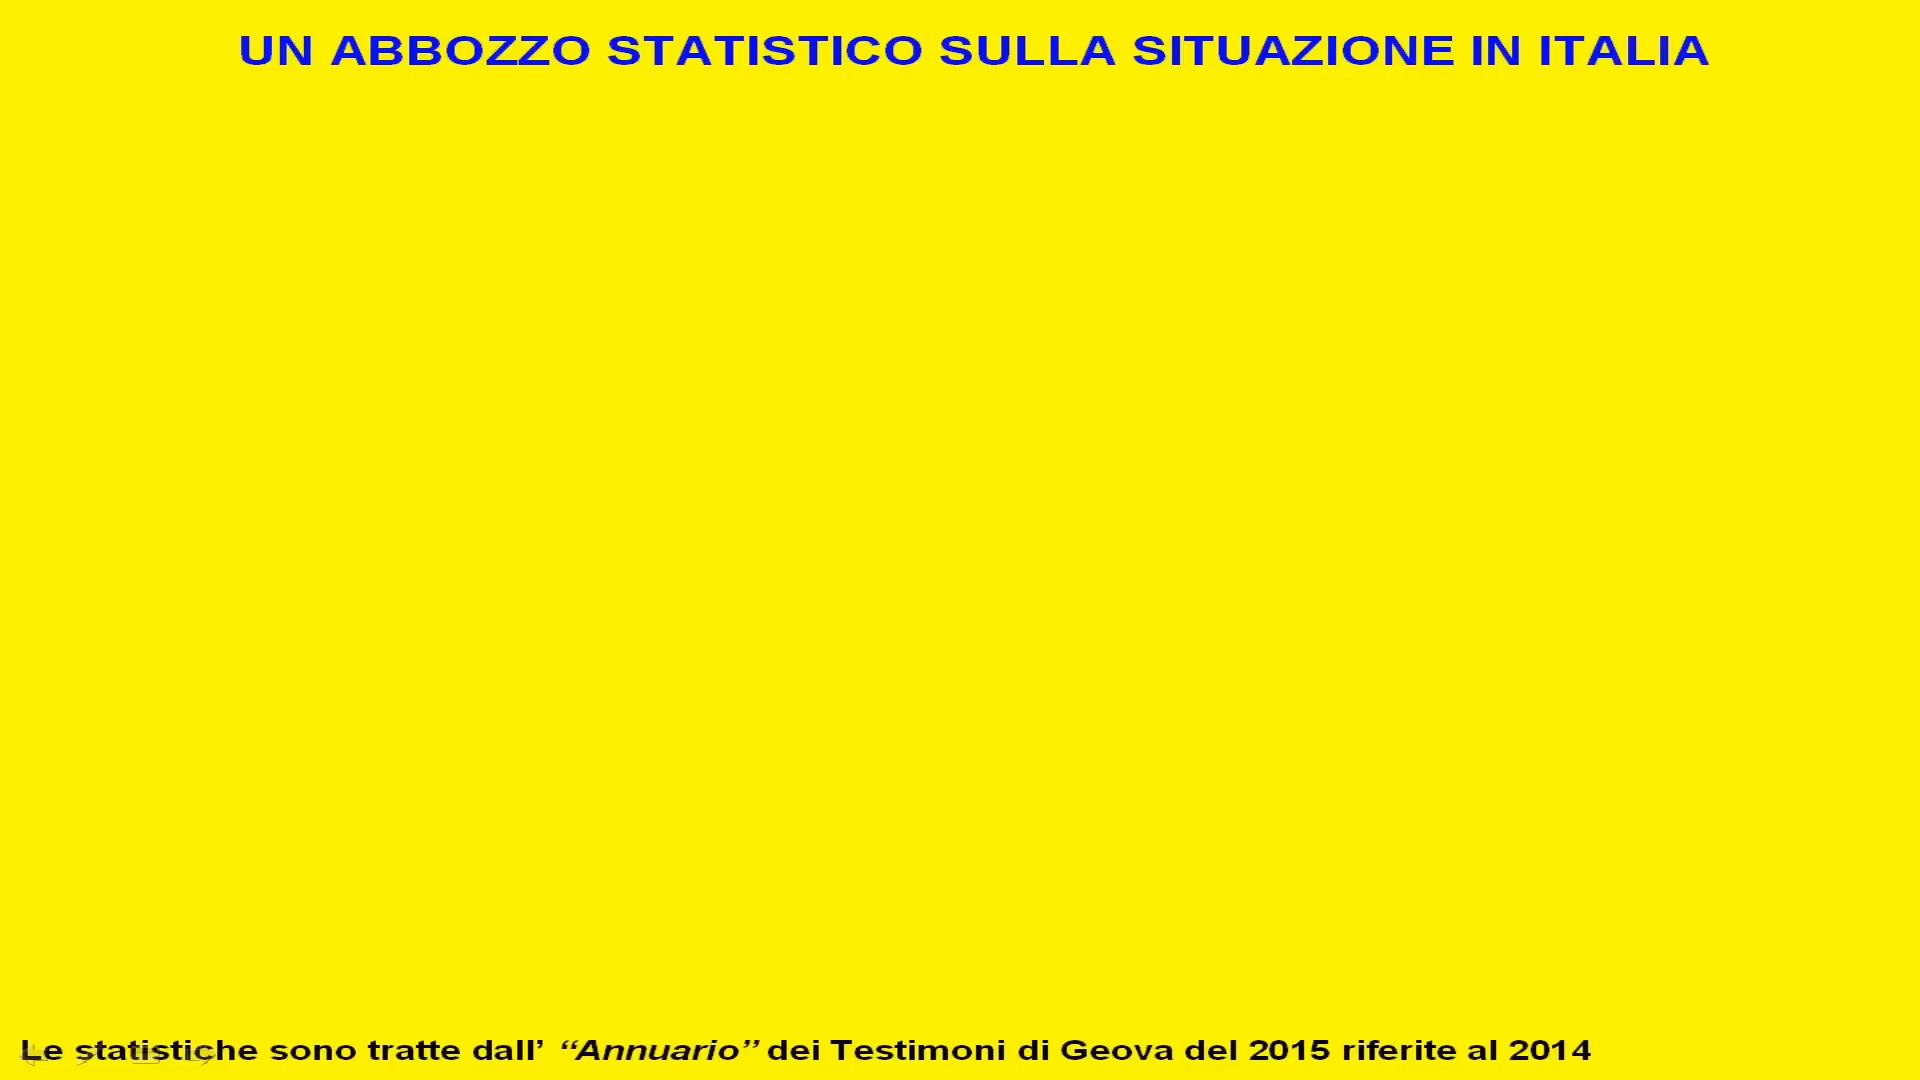 UN ABBOZZO STATISTICO SULLA SITUAZIONE IN ITALIA
Le statistiche sono tratte dall’ “Annuario” dei Testimoni di Geova del 2015 riferite al 2014